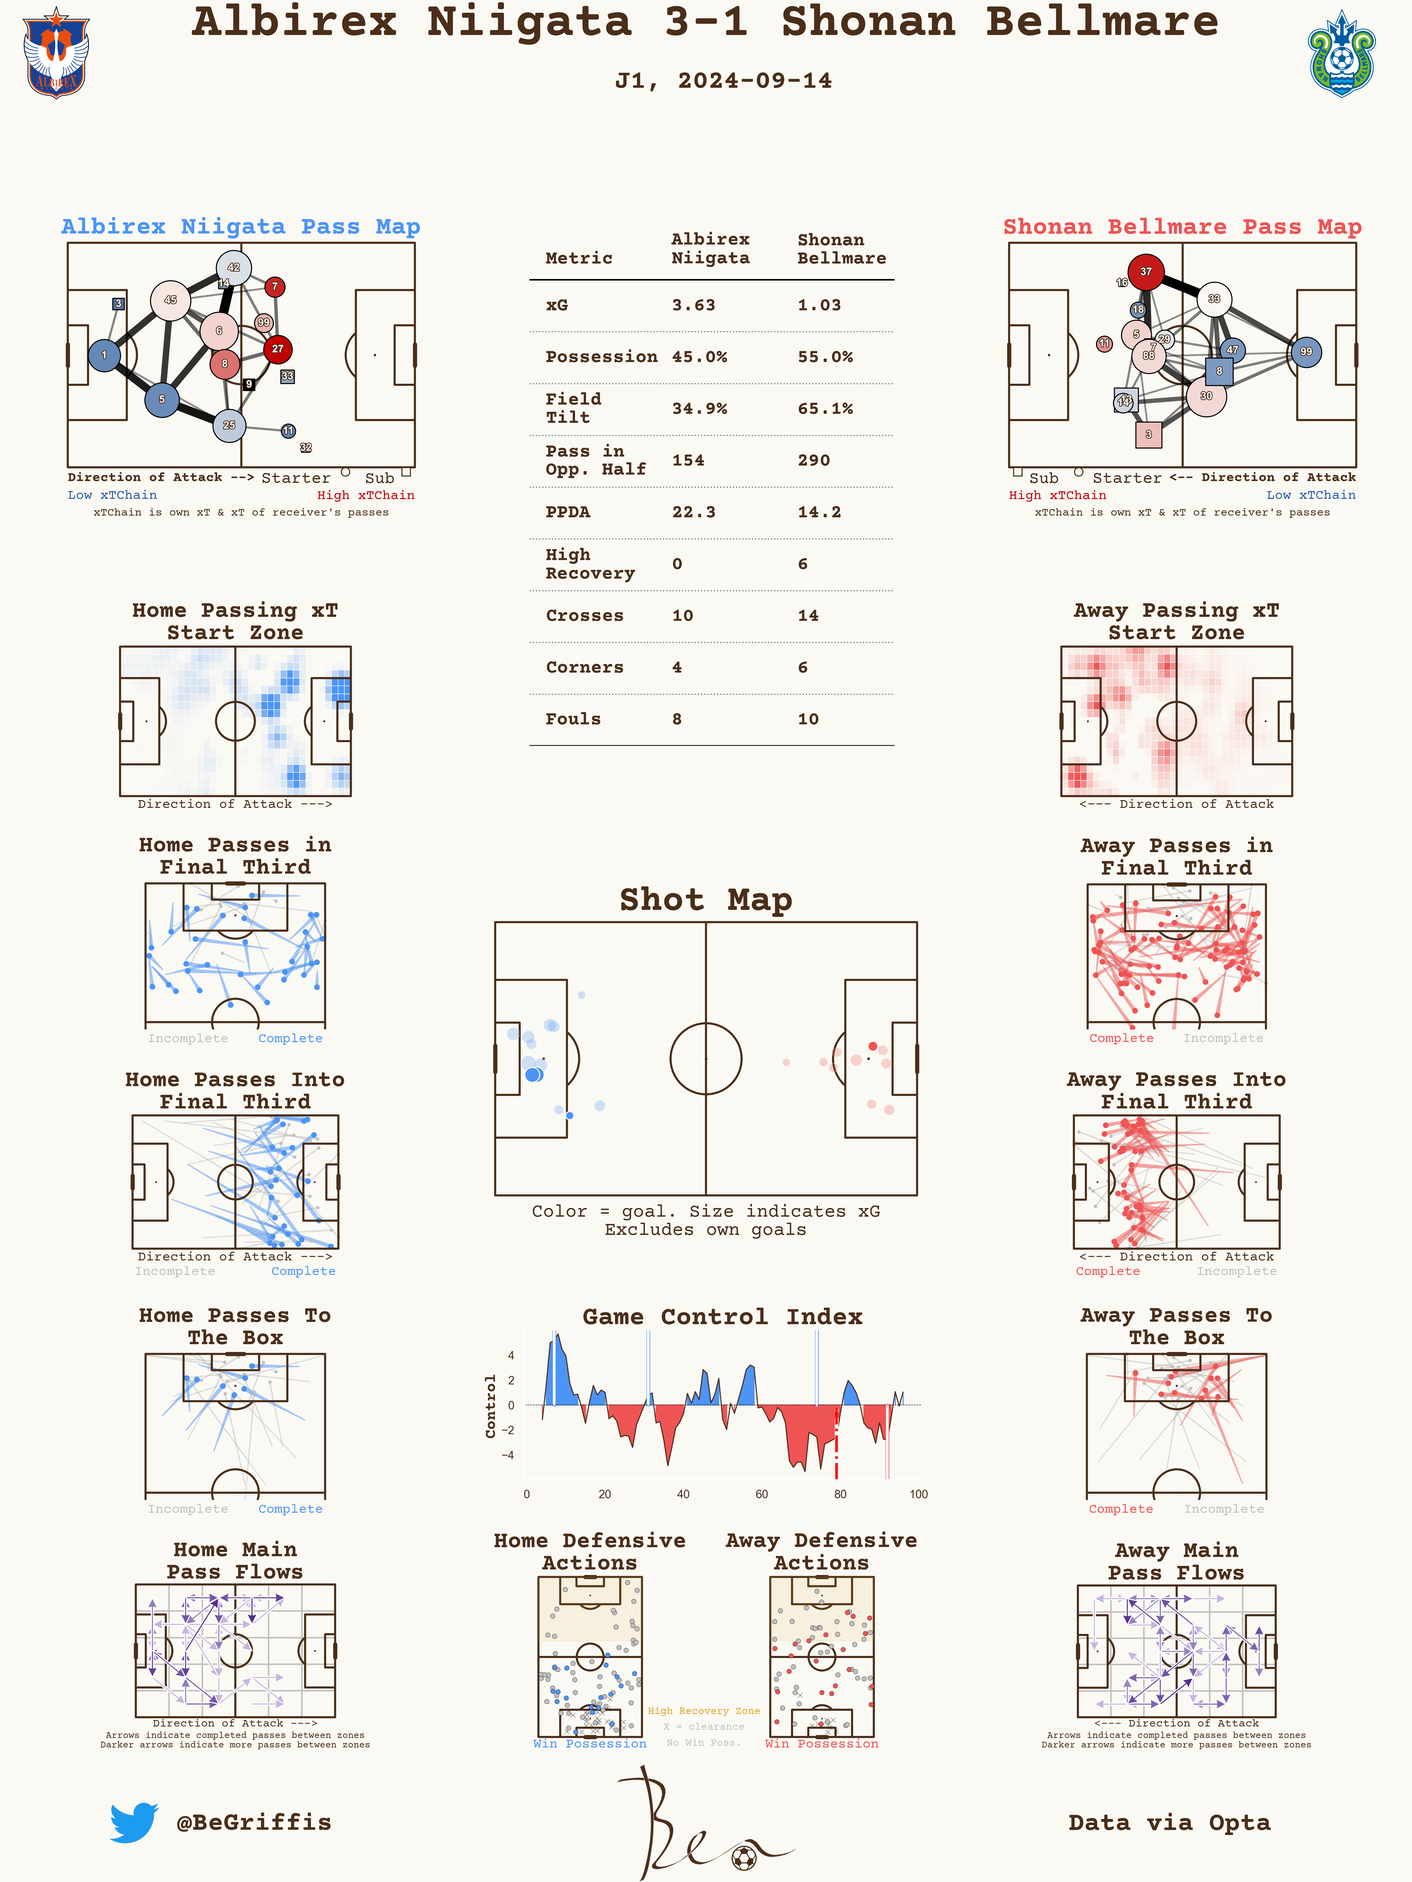 Albirex Niigata 3-1 Shonan Bellmare
J1, 2024-09-14
Albirex Niigata Pass Map
42
14
7
3
45
99
6
1
27
8
33
9
5
25
11
32
Direction of Attack --> Starter Sub
Low xTChain High xTChain
xTChain is own xT & xT of receiver's passes
Metric Albirex Niigata Shonan Bellmare
xG 3.63 1.03
Possession 45.0% 55.0%
Field Tilt 34.9% 65.1%
Pass in Opp. Half 154 290
PPDA 22.3 14.2
High Recovery 0 6
Crosses 10 14
Corners 4 6
Fouls 8 10
Shonan Bellmare Pass Map
37
16
33
18
5
29
11
7
88
47
99
8
14
30
3
Sub Starter <-- Direction of Attack
High xTChain Low xTChain
xTChain is own xT & xT of receiver's passes
Home Passing xT
Start Zone
Direction of Attack --->
Away Passing xT
Start Zone
<--- Direction of Attack
Home Passes in
Final Third
Incomplete Complete
Away Passes in
Final Third
Complete Incomplete
Shot Map
Color = goal. Size indicates xG
Excludes own goals
Home Passes Into
Final Third
Direction of Attack --->
Incomplete Complete
Away Passes Into
Final Third
<--- Direction of Attack
Complete Incomplete
Home Passes To
The Box
Incomplete Complete
Game Control Index
Control
4
2
0
−2
−4
0 20 40 60 80 100
Away Passes To
The Box
Complete Incomplete
Home Main
Pass Flows
Direction of Attack --->
Arrows indicate completed passes between zones
Darker arrows indicate more passes between zones
Home Defensive
Actions
Win Possession
Away Defensive
Actions
Win Possession
High Recovery Zone
X = clearance
No Win Poss.
Away Main
Pass Flows
<--- Direction of Attack
Arrows indicate completed passes between zones
Darker arrows indicate more passes between zones
@BeGriffis
Ben
Data via Opta